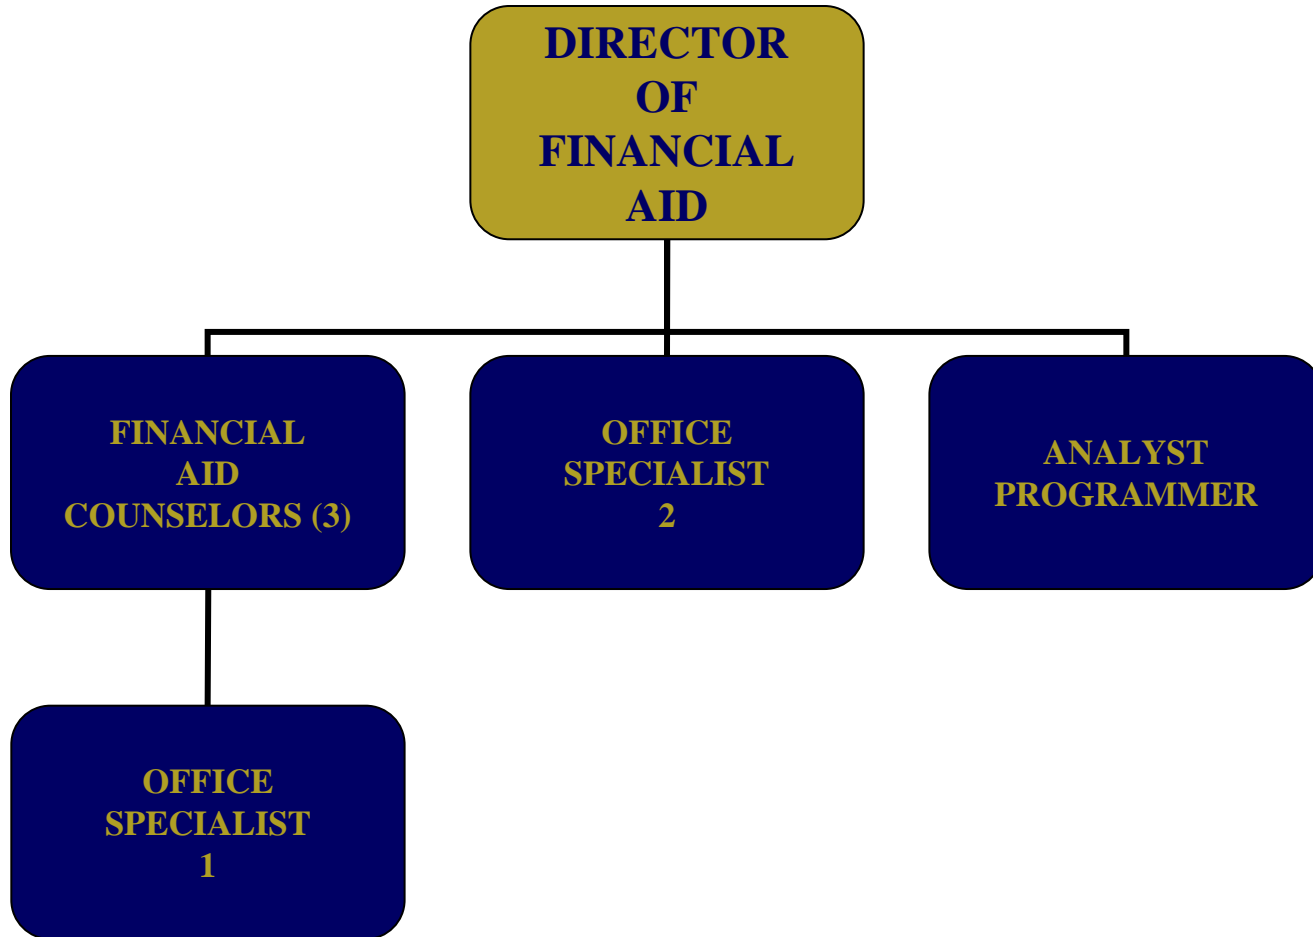 DIRECTOR
OF
FINANCIAL
AID
FINANCIAL
AID
COUNSELORS (3)
OFFICE
SPECIALIST
2
ANALYST
PROGRAMMER
OFFICE
SPECIALIST
1